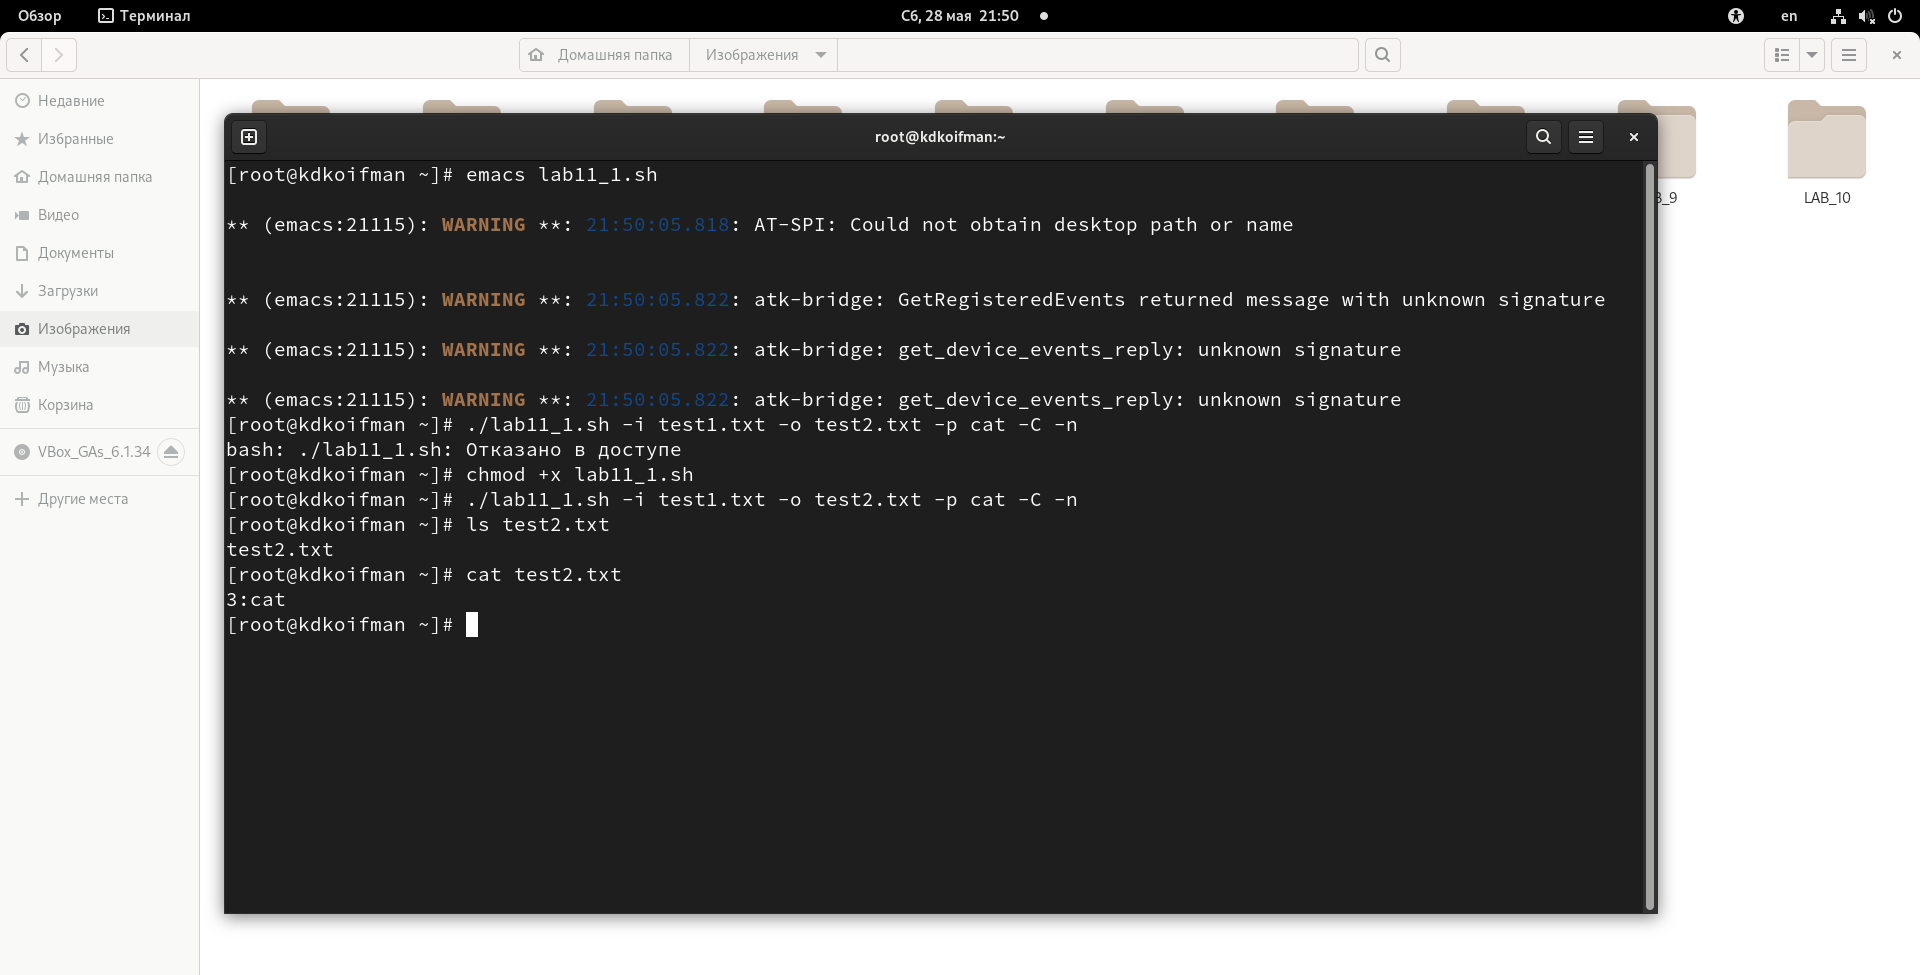 Обзор
Терминал
Сб, 28 мая 21:50
en
Домашняя папка
Изображения
Недавние
Избранные
Домашняя папка
Видео
Документы
Загрузки
Изображения
Музыка
Корзина
VBox_GAs_6.1.34
Другие места
LAB_10
root@kdkoifman:~
[root@kdkoifman ~]# emacs lab11_1.sh
** (emacs:21115): WARNING **: 21:50:05.818: AT-SPI: Could not obtain desktop path or name
** (emacs:21115): WARNING **: 21:50:05.822: atk-bridge: GetRegisteredEvents returned message with unknown signature
** (emacs:21115): WARNING **: 21:50:05.822: atk-bridge: get_device_events_reply: unknown signature
** (emacs:21115): WARNING **: 21:50:05.822: atk-bridge: get_device_events_reply: unknown signature
[root@kdkoifman ~]# ./lab11_1.sh -i test1.txt -o test2.txt -p cat -C -n
bash: ./lab11_1.sh: Отказано в доступе
[root@kdkoifman ~]# chmod +x lab11_1.sh
[root@kdkoifman ~]# ./lab11_1.sh -i test1.txt -o test2.txt -p cat -C -n
[root@kdkoifman ~]# ls test2.txt
test2.txt
[root@kdkoifman ~]# cat test2.txt
3:cat
[root@kdkoifman ~]#